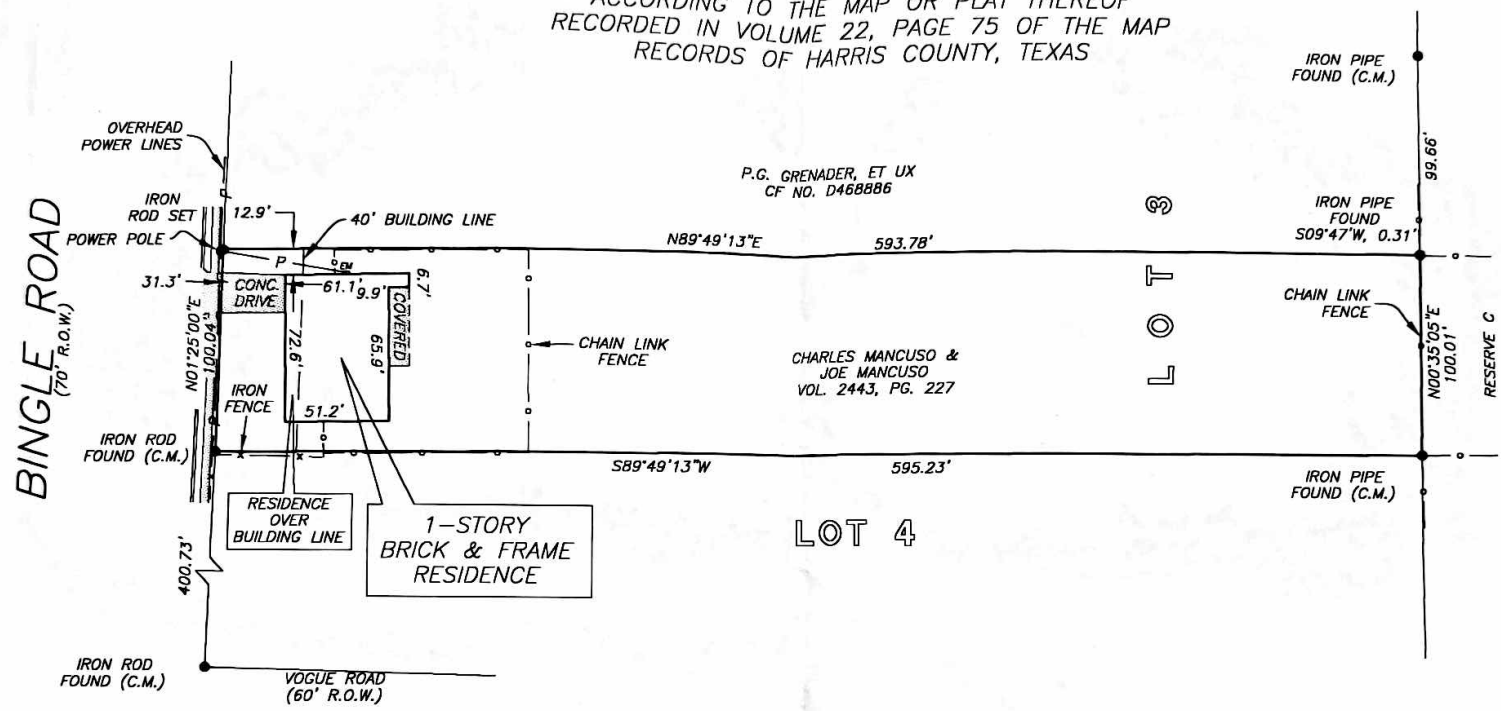 ACCORDING TO THE MAP OR PLAT THEREOF
RECORDED IN VOLUME 22, PAGE 75 OF THE MAP
RECORDS OF HARRIS COUNTY, TEXAS
IRON PIPE
FOUND (C.M.)
OVERHEAD
POWER LINES
99.66'
P.G. GRENADER, ET UX
CF NO. D468886
IRON
ROD SET
12.9'
40' BUILDING LINE
IRON PIPE
FOUND
S09°47'W, 0.31'
POWER POLE
N89°49'13"E
593.78'
P
EM
BINGLE ROAD
(70' R.O.W.)
31.3'
CONC.
DRIVE
61.1'
9.9'
6.7'
COVERED
LOT 3
CHAIN LINK
FENCE
N01°25'00"E
100.04'
72.6'
65.9'
CHAIN LINK
FENCE
CHARLES MANCUSO &
JOE MANCUSO
VOL. 2443, PG. 227
N00°35'05"E
100.01'
RESERVE C
IRON
FENCE
51.2'
IRON ROD
FOUND (C.M.)
S89°49'13"W
595.23'
IRON PIPE
FOUND (C.M.)
RESIDENCE
OVER
BUILDING LINE
1-STORY
BRICK & FRAME
RESIDENCE
LOT 4
400.73'
IRON ROD
FOUND (C.M.)
VOGUE ROAD
(60' R.O.W.)